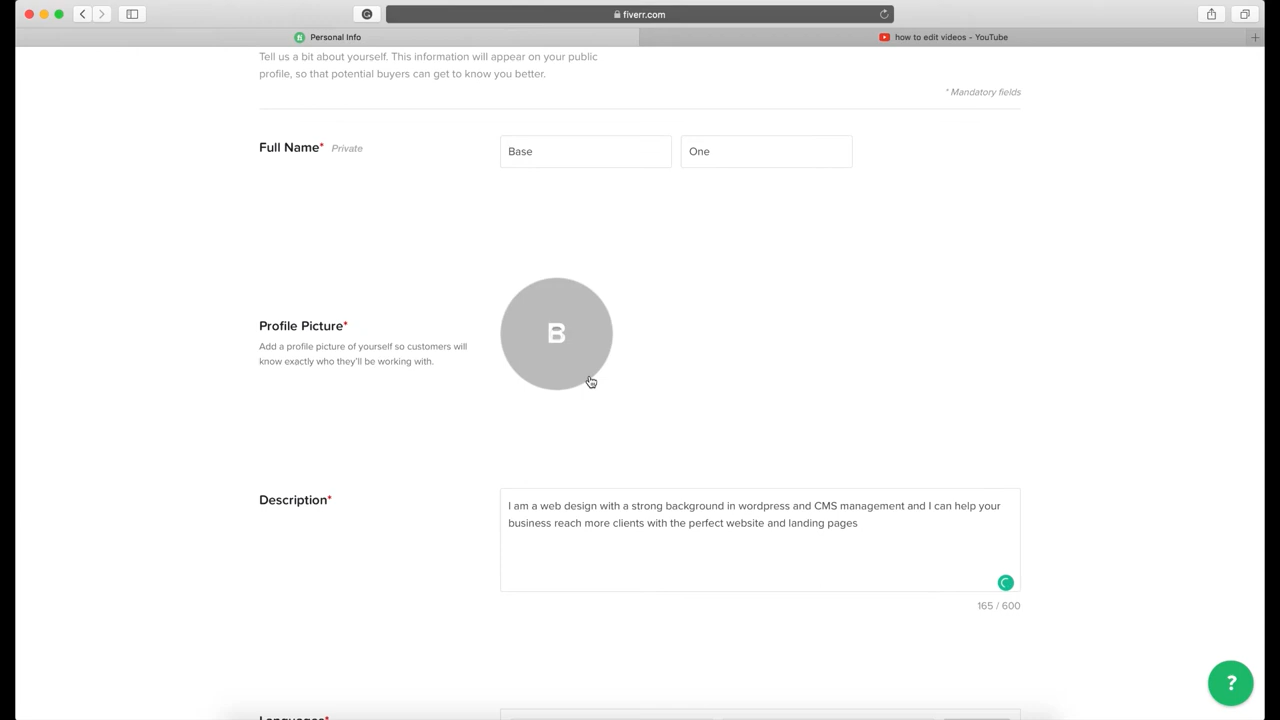 fiverr.com
Personal Info
how to edit videos - YouTube
Tell us a bit about yourself. This information will appear on your public
profile, so that potential buyers can get to know you better.
* Mandatory fields
Full Name* Private
Base
One
Profile Picture*
Add a profile picture of yourself so customers will
know exactly who they'll be working with.
B
Description*
I am a web design with a strong background in wordpress and CMS management and I can help your
business reach more clients with the perfect website and landing pages
165 / 600
?
Languages*